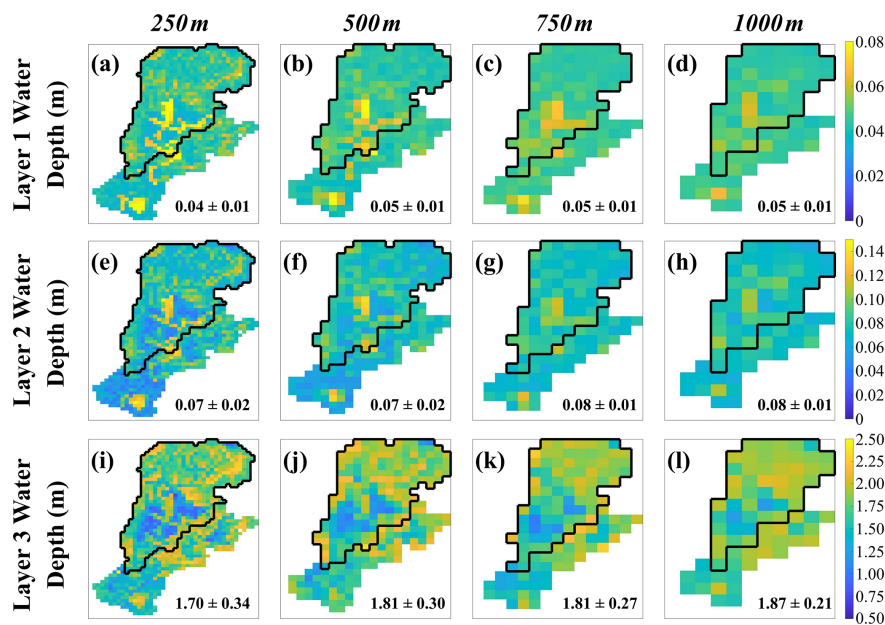 250 m 500 m 750 m 1000 m
Layer 1 Water
Depth (m)
(a) (b) (c) (d)
0.04 ± 0.01 0.05 ± 0.01 0.05 ± 0.01 0.05 ± 0.01
0.08
0.06
0.04
0.02
0
Layer 2 Water
Depth (m)
(e) (f) (g) (h)
0.07 ± 0.02 0.07 ± 0.02 0.08 ± 0.01 0.08 ± 0.01
0.14
0.12
0.10
0.08
0.06
0.04
0.02
0
Layer 3 Water
Depth (m)
(i) (j) (k) (l)
1.70 ± 0.34 1.81 ± 0.30 1.81 ± 0.27 1.87 ± 0.21
2.50
2.25
2.00
1.75
1.50
1.25
1.00
0.75
0.50